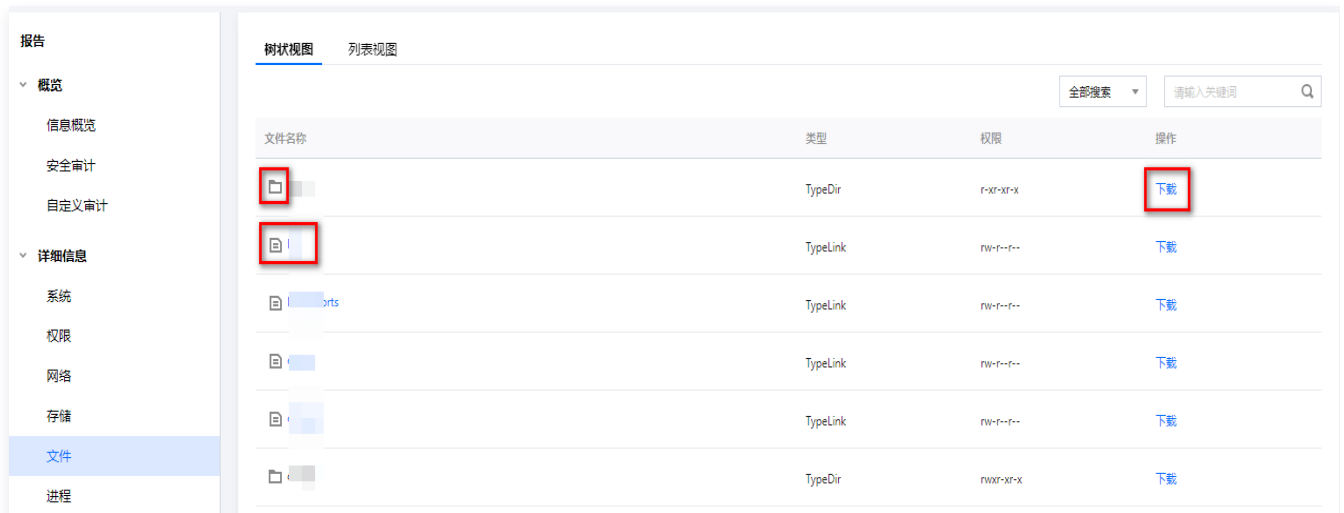 报告
概览
信息概览
安全审计
自定义审计
详细信息
系统
权限
网络
存储
文件
进程
树状视图 列表视图
全部搜索 请输入关键词
文件名称 类型 权限 操作
TypeDir r-xr-xr-x 下载
TypeLink rw-r--r-- 下载
orts TypeLink rw-r--r-- 下载
TypeLink rw-r--r-- 下载
TypeLink rw-r--r-- 下载
TypeDir rwxr-xr-x 下载